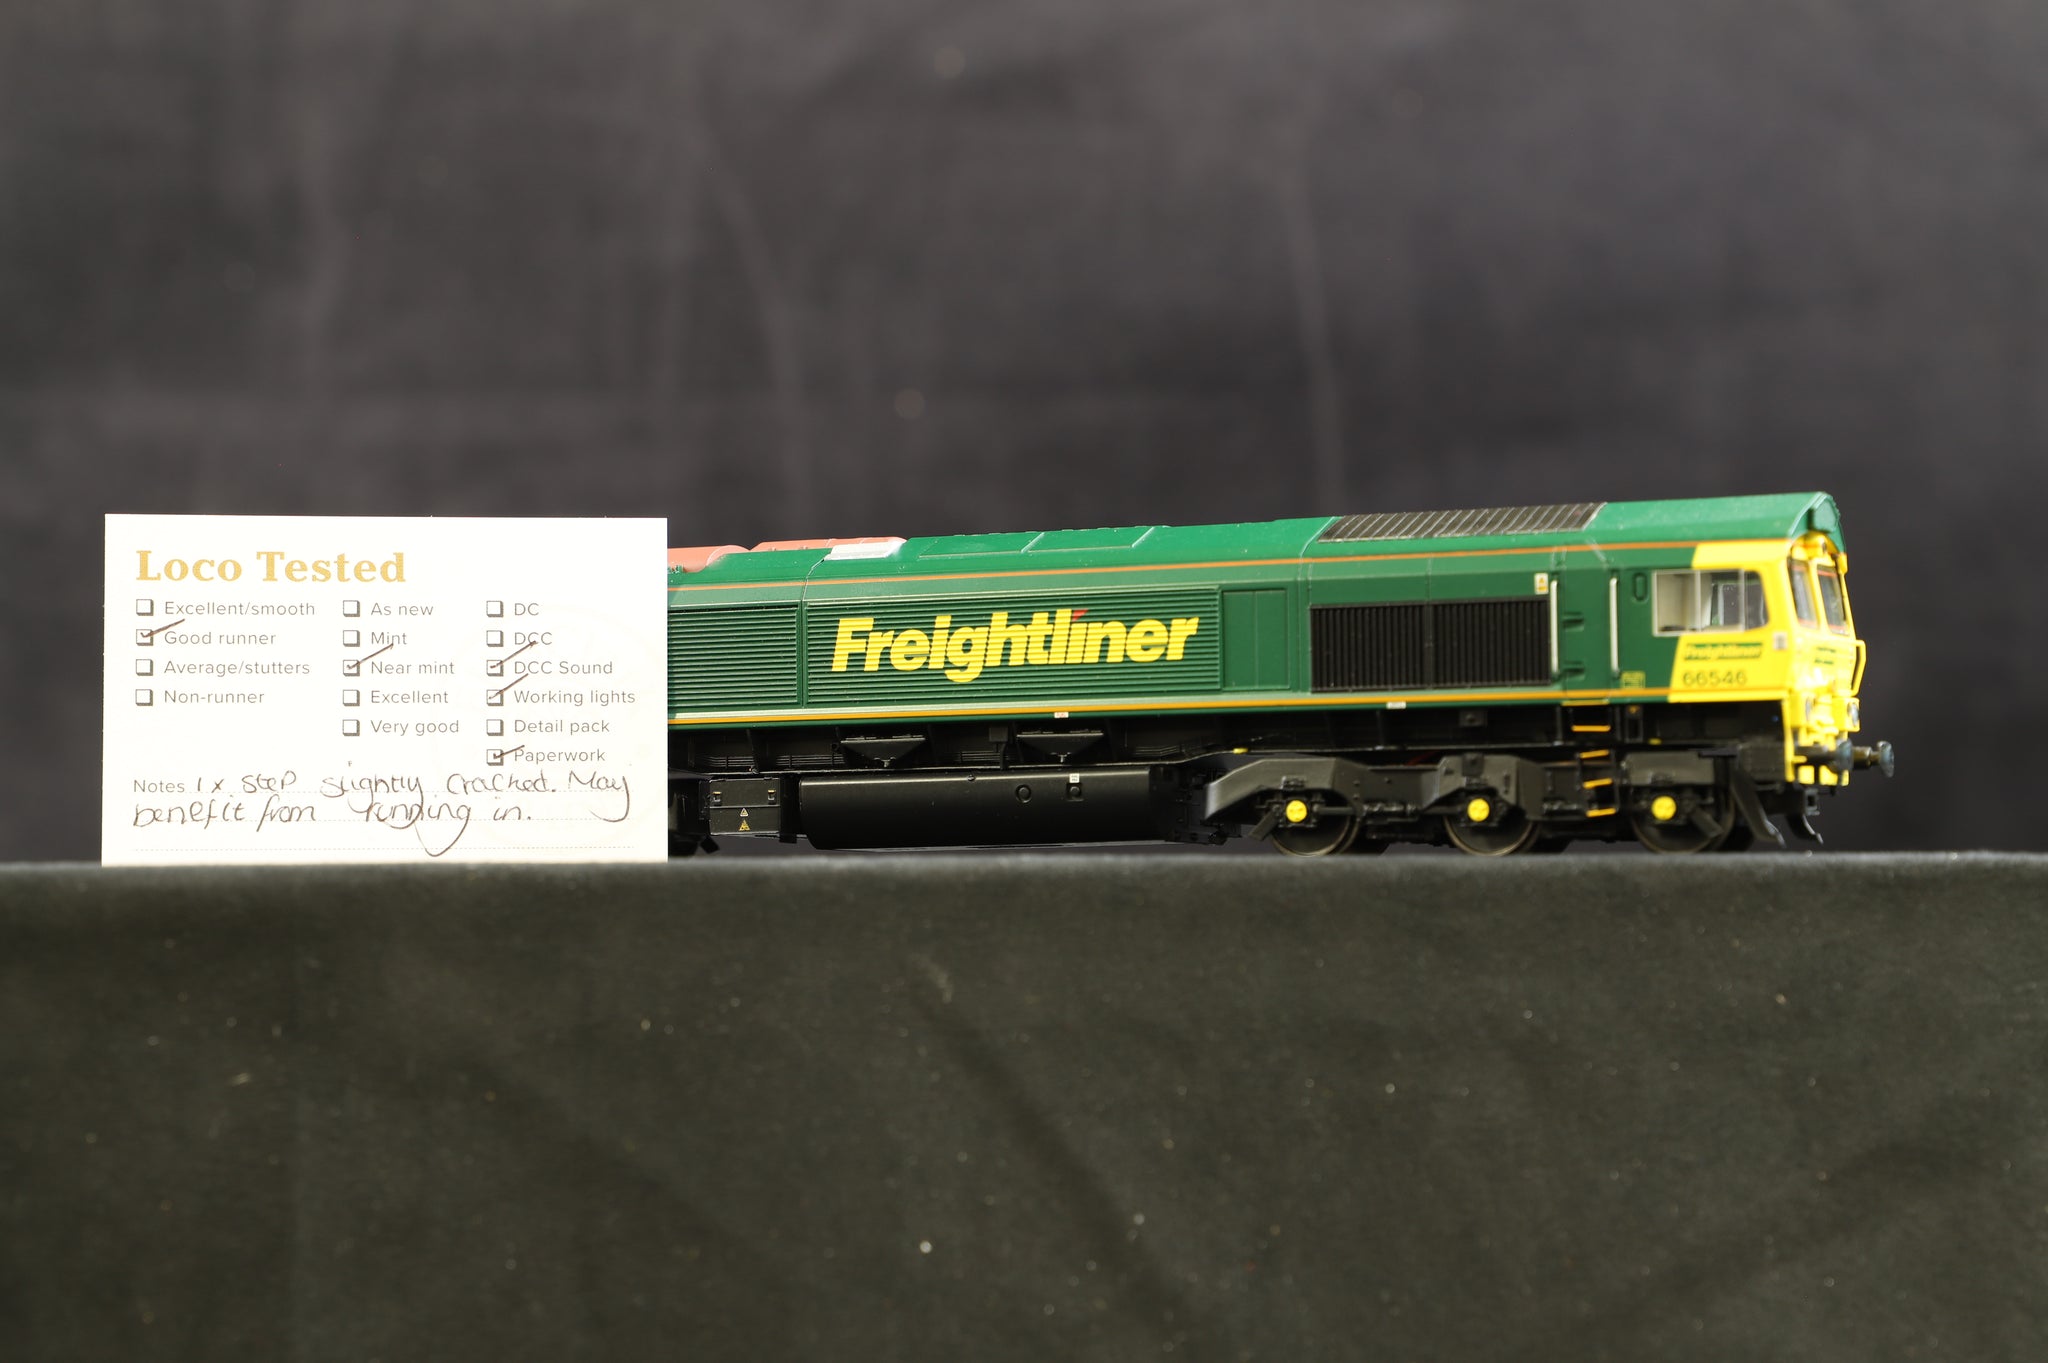 Loco Tested
Excellent/smooth
Good runner
Average/stutters
Non-runner
As new
Mint
Near mint
Excellent
Very good
DC
DCC
DCC Sound
Working lights
Detail pack
Paperwork
Notes 1x step slightly cracked. May
benefit from running in.
Freightliner
Freightliner
66546